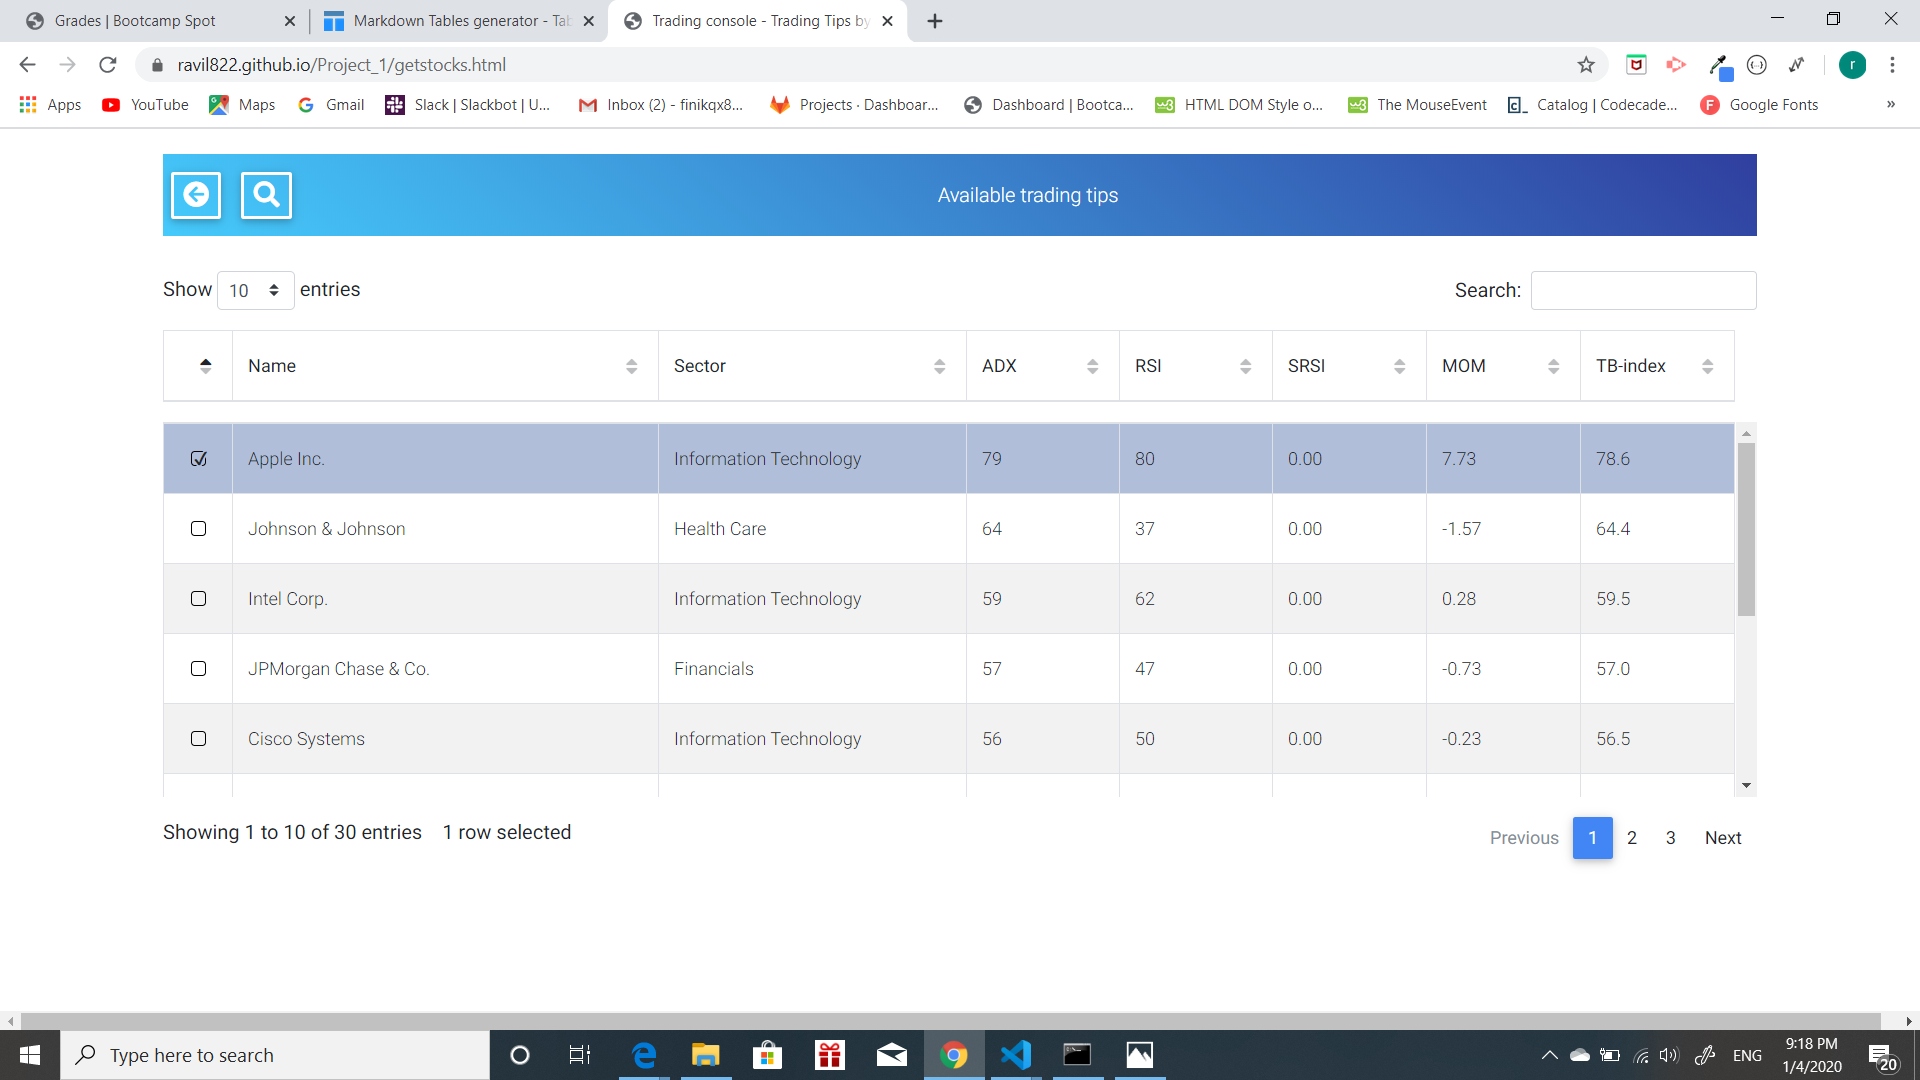 Grades | Bootcamp Spot
Markdown Tables generator - Tab
Trading console - Trading Tips by
ravil822.github.io/Project_1/getstocks.html
r
Apps YouTube Maps Gmail Slack | Slackbot | U... Inbox (2) - finikqx8... Projects · Dashboar... Dashboard | Bootca... HTML DOM Style o... The MouseEvent Catalog | Codecade... Google Fonts »
Available trading tips
Show 10 entries Search:
Name Sector ADX RSI SRSI MOM TB-index
Apple Inc. Information Technology 79 80 0.00 7.73 78.6
Johnson & Johnson Health Care 64 37 0.00 -1.57 64.4
Intel Corp. Information Technology 59 62 0.00 0.28 59.5
JPMorgan Chase & Co. Financials 57 47 0.00 -0.73 57.0
Cisco Systems Information Technology 56 50 0.00 -0.23 56.5
Showing 1 to 10 of 30 entries 1 row selected Previous 1 2 3 Next
Type here to search
ENG
9:18 PM
1/4/2020
20